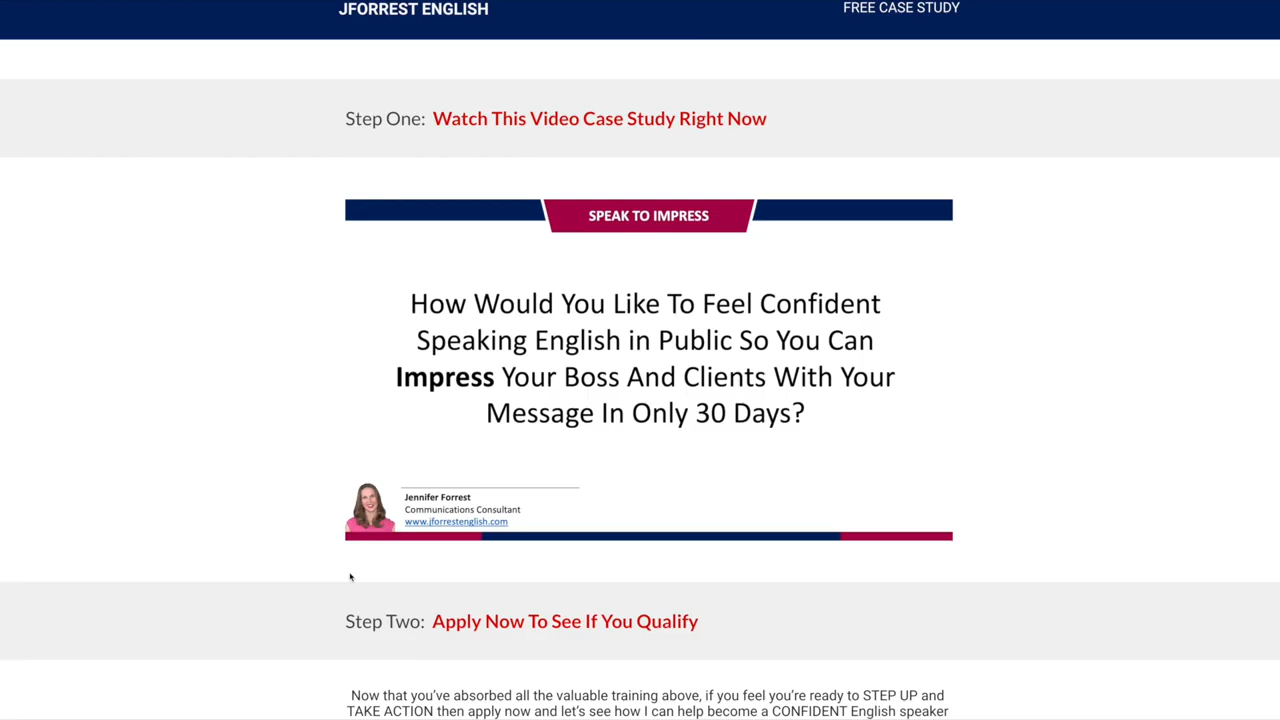 JFORREST ENGLISH
FREE CASE STUDY
Step One: Watch This Video Case Study Right Now
SPEAK TO IMPRESS
How Would You Like To Feel Confident
Speaking English in Public So You Can
Impress Your Boss And Clients With Your
Message In Only 30 Days?
Jennifer Forrest
Communications Consultant
www.jforrestenglish.com
Step Two: Apply Now To See If You Qualify
Now that you've absorbed all the valuable training above, if you feel you're ready to STEP UP and
TAKE ACTION then apply now and let's see how I can help become a CONFIDENT English speaker